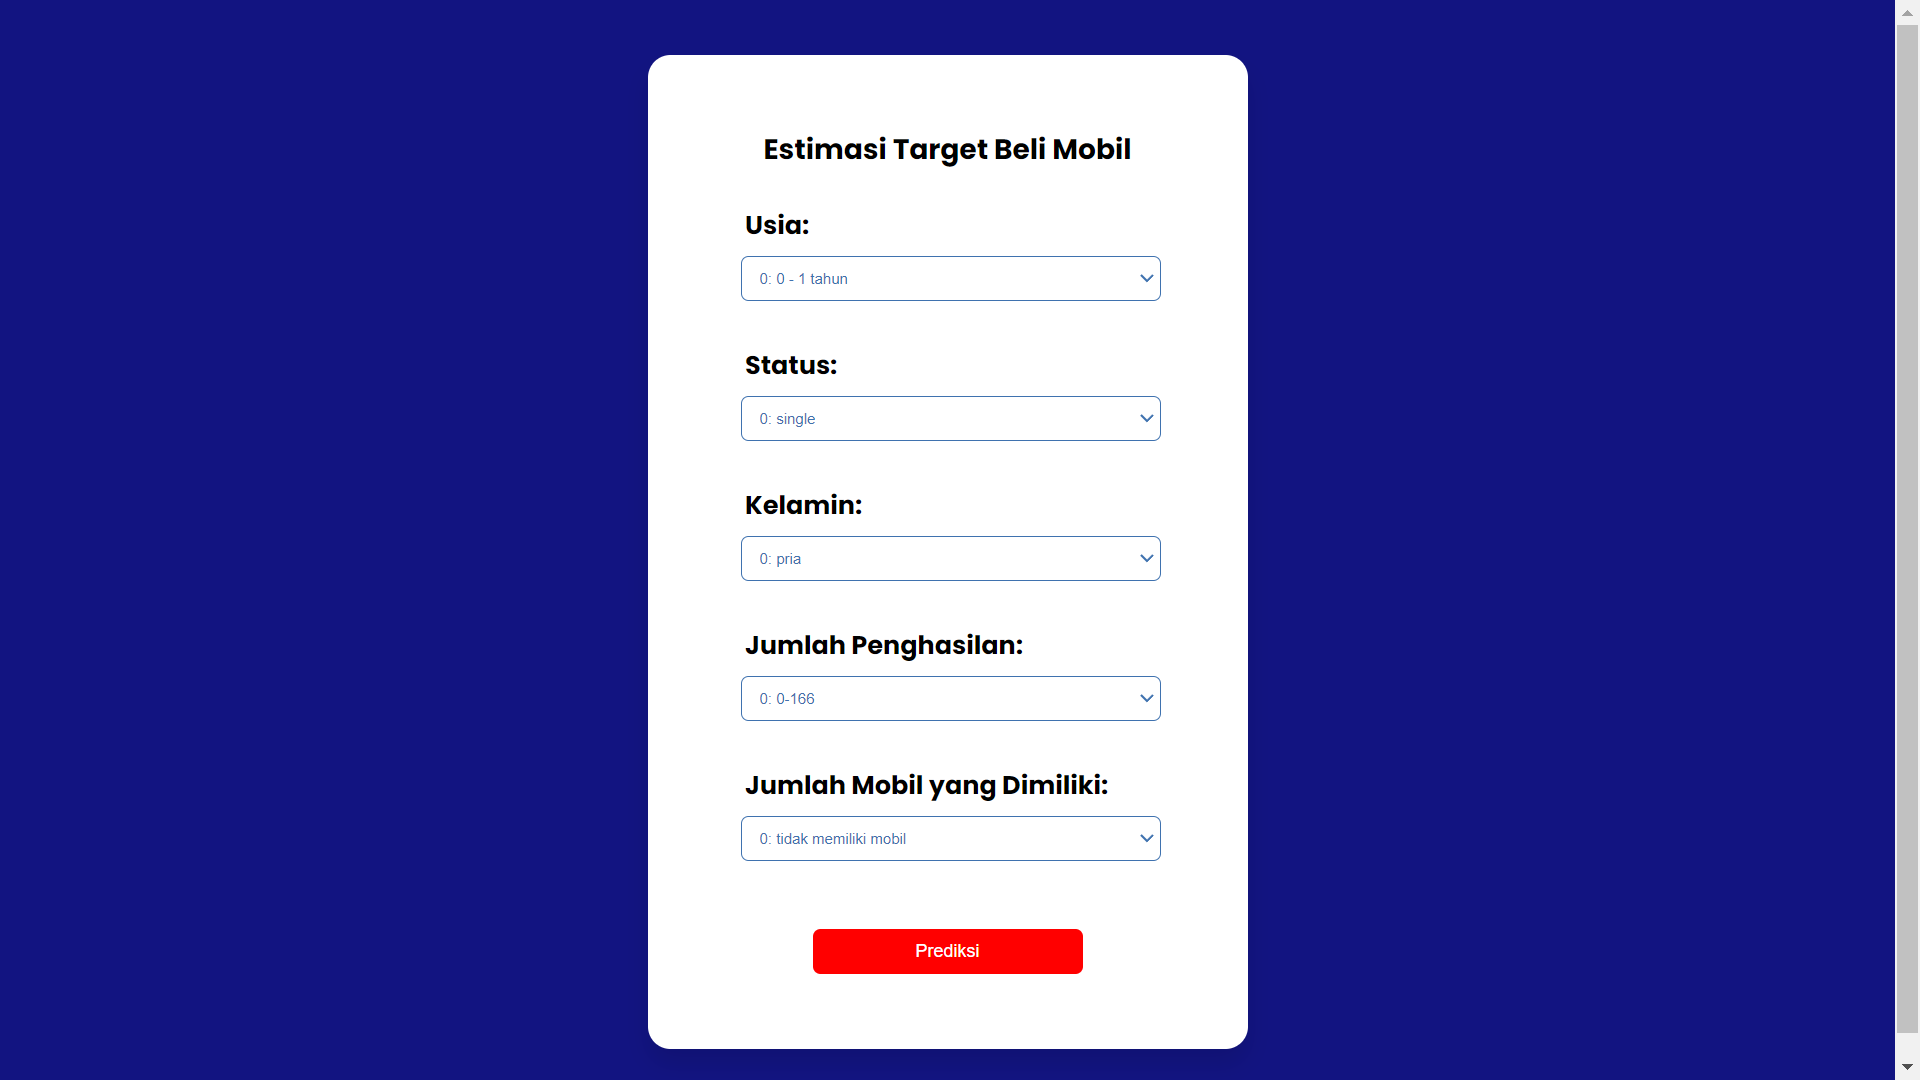 Estimasi Target Beli Mobil
Usia:
0: 0 - 1 tahun
Status:
0: single
Kelamin:
0: pria
Jumlah Penghasilan:
0: 0-166
Jumlah Mobil yang Dimiliki:
0: tidak memiliki mobil
Prediksi